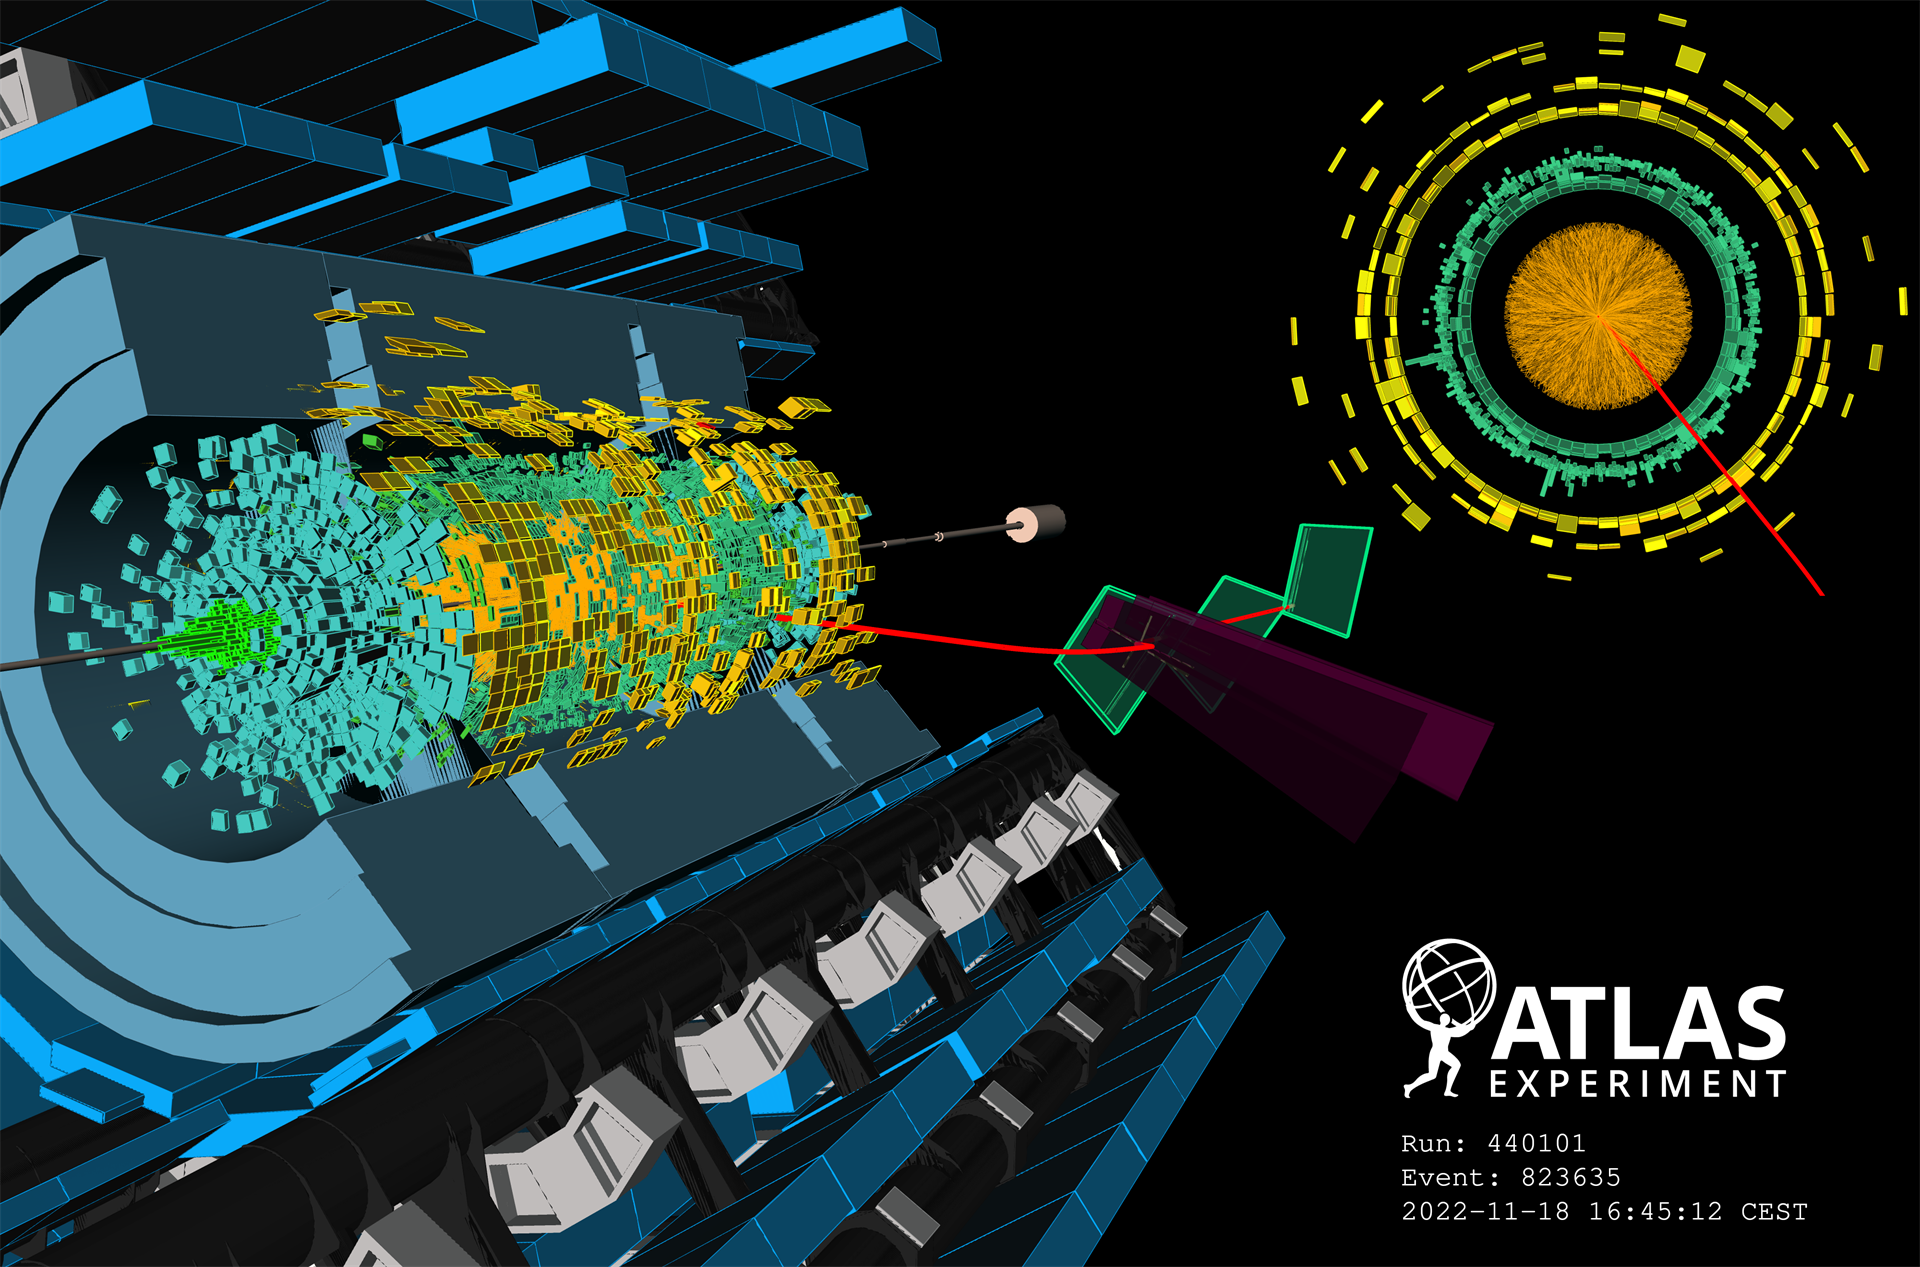 ATLAS
EXPERIMENT
Run: 440101
Event: 823635
2022-11-18 16:45:12 CEST